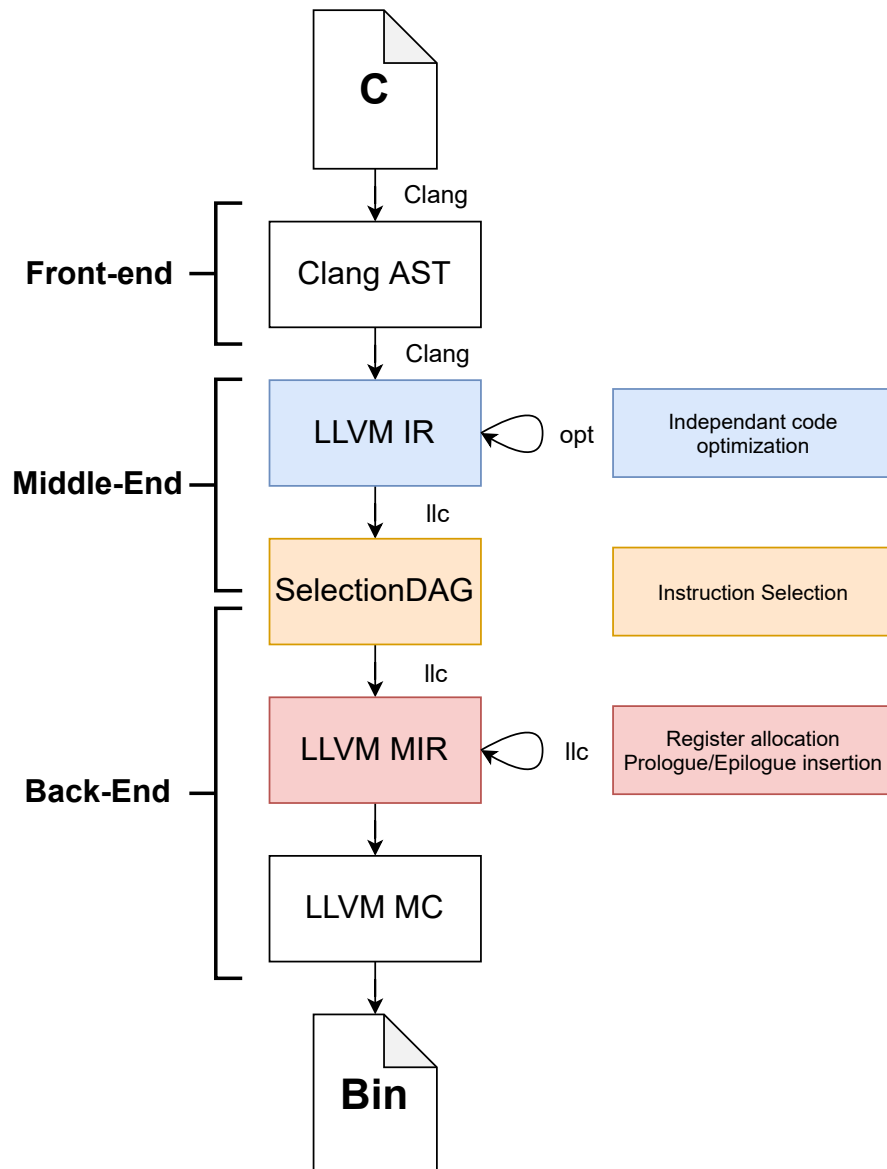 C
Clang
Front-end
Clang AST
Clang
LLVM IR
opt
Independant code
optimization
Middle-End
llc
SelectionDAG
Instruction Selection
llc
LLVM MIR
llc
Register allocation
Prologue/Epilogue insertion
Back-End
LLVM MC
Bin